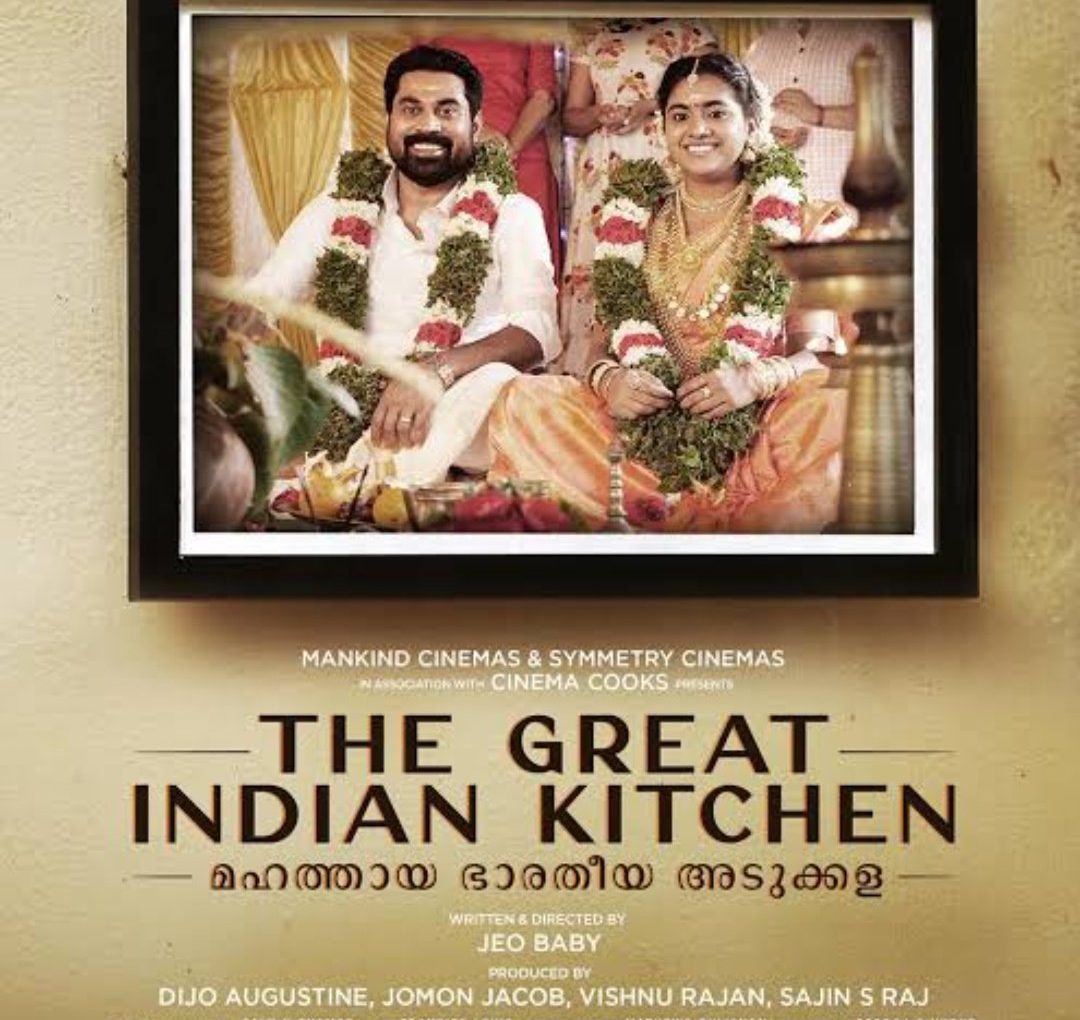 MANKIND CINEMAS & SYMMETRY CINEMAS
IN ASSOCIATION WITH CINEMA COOKS PRESENTS
THE GREAT
INDIAN KITCHEN
മഹത്തായ ഭാരതീയ അടുക്കള
WRITTEN & DIRECTED BY
JEO BABY
PRODUCED BY
DIJO AUGUSTINE, JOMON JACOB, VISHNU RAJAN, SAJIN S RAJ